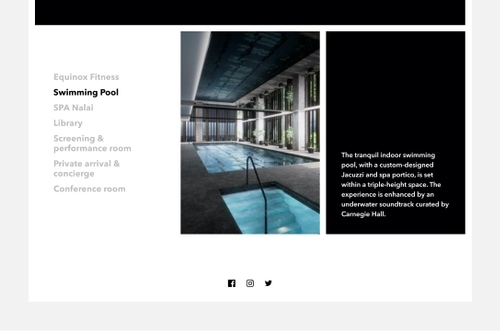 Equinox Fitness
Swimming Pool
SPA Nalai
Library
Screening &
performance room
Private arrival &
concierge
Conference room
The tranquil indoor swimming
pool, with a custom-designed
Jacuzzi and spa portico, is set
within a triple-height space. The
experience is enhanced by an
underwater soundtrack curated by
Carnegie Hall.